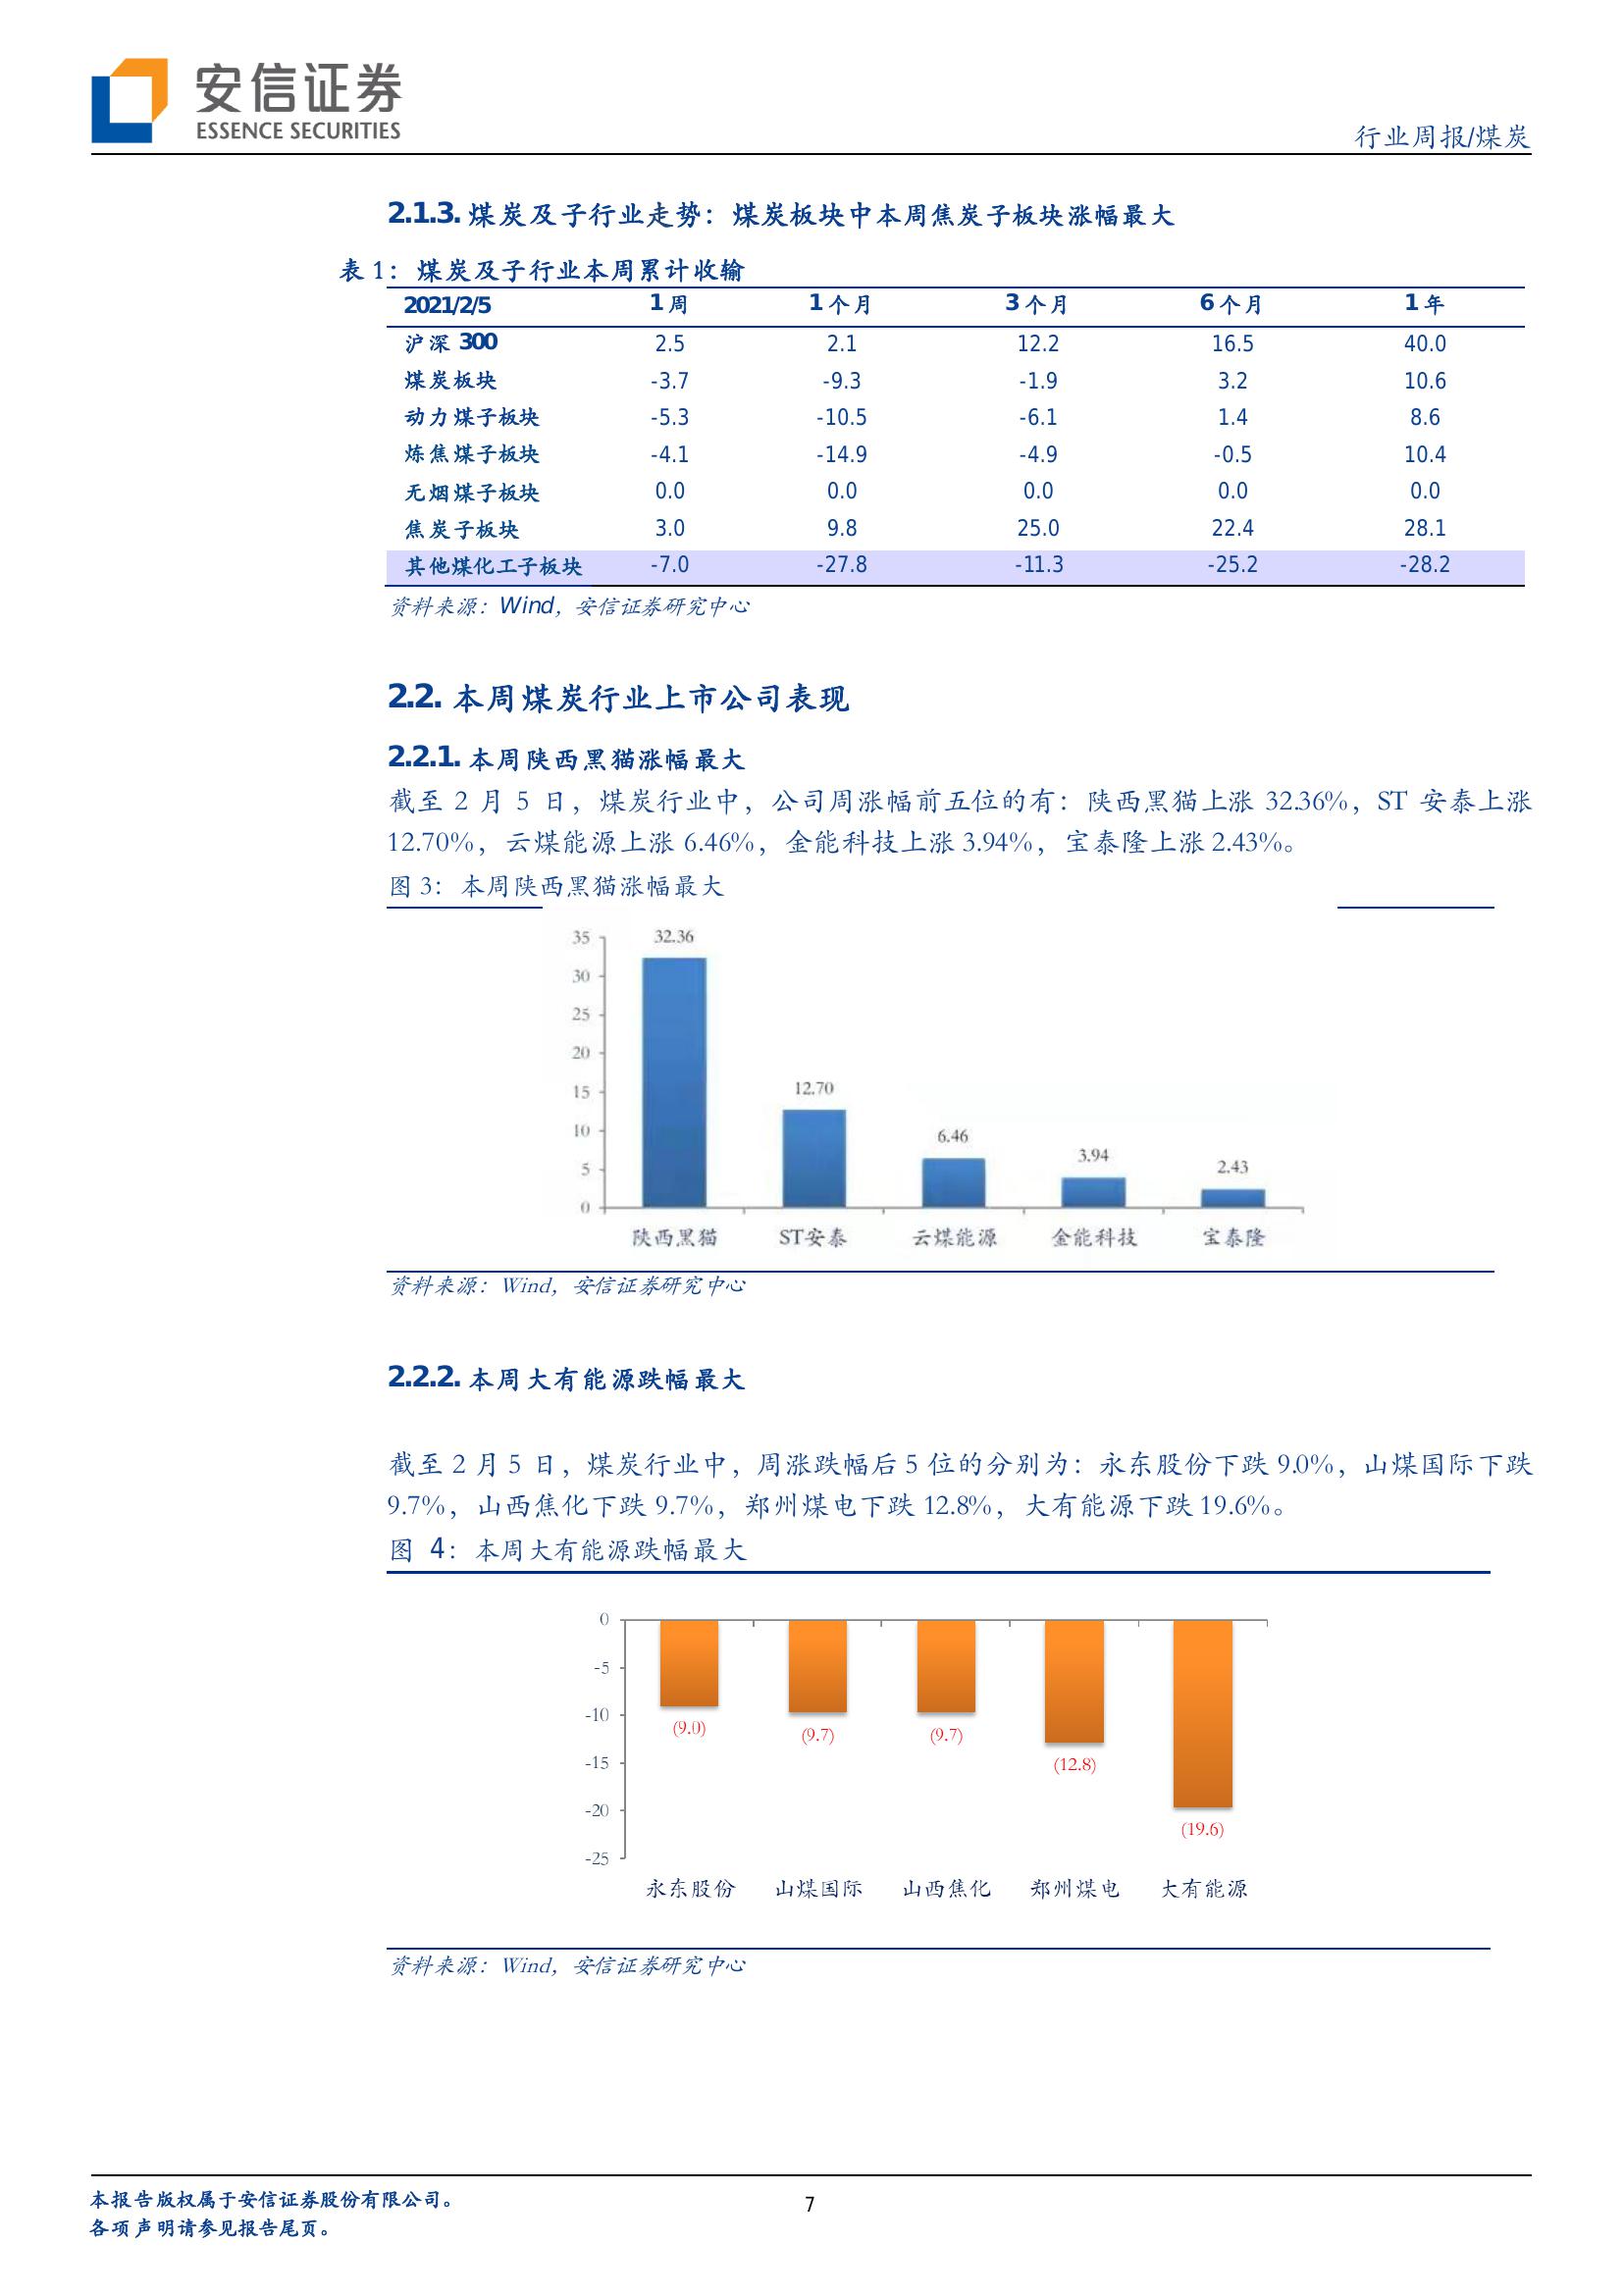 安信证券
ESSENCE SECURITIES
行业周报/煤炭
2.1.3. 煤炭及子行业走势：煤炭板块中本周焦炭子板块涨幅最大
表 1：煤炭及子行业本周累计收输
2021/2/5 1 周 1 个月 3 个月 6 个月 1 年
沪深 300 2.5 2.1 12.2 16.5 40.0
煤炭板块 -3.7 -9.3 -1.9 3.2 10.6
动力煤子板块 -5.3 -10.5 -6.1 1.4 8.6
炼焦煤子板块 -4.1 -14.9 -4.9 -0.5 10.4
无烟煤子板块 0.0 0.0 0.0 0.0 0.0
焦炭子板块 3.0 9.8 25.0 22.4 28.1
其他煤化工子板块 -7.0 -27.8 -11.3 -25.2 -28.2
资料来源：Wind，安信证券研究中心
2.2. 本周煤炭行业上市公司表现
2.2.1. 本周陕西黑猫涨幅最大
截至 2 月 5 日，煤炭行业中，公司周涨幅前五位的有：陕西黑猫上涨 32.36%，ST 安泰上涨
12.70%，云煤能源上涨 6.46%，金能科技上涨 3.94%，宝泰隆上涨 2.43%。
图 3：本周陕西黑猫涨幅最大
35
30
25
20
15
10
5
0
32.36
12.70
6.46
3.94
2.43
陕西黑猫 ST安泰 云煤能源 金能科技 宝泰隆
资料来源：Wind，安信证券研究中心
2.2.2. 本周大有能源跌幅最大
截至 2 月 5 日，煤炭行业中，周涨跌幅后 5 位的分别为：永东股份下跌 9.0%，山煤国际下跌
9.7%，山西焦化下跌 9.7%，郑州煤电下跌 12.8%，大有能源下跌 19.6%。
图 4：本周大有能源跌幅最大
0
-5
-10
-15
-20
-25
(9.0)
(9.7)
(9.7)
(12.8)
(19.6)
永东股份 山煤国际 山西焦化 郑州煤电 大有能源
资料来源：Wind，安信证券研究中心
本报告版权属于安信证券股份有限公司。
各项声明请参见报告尾页。
7